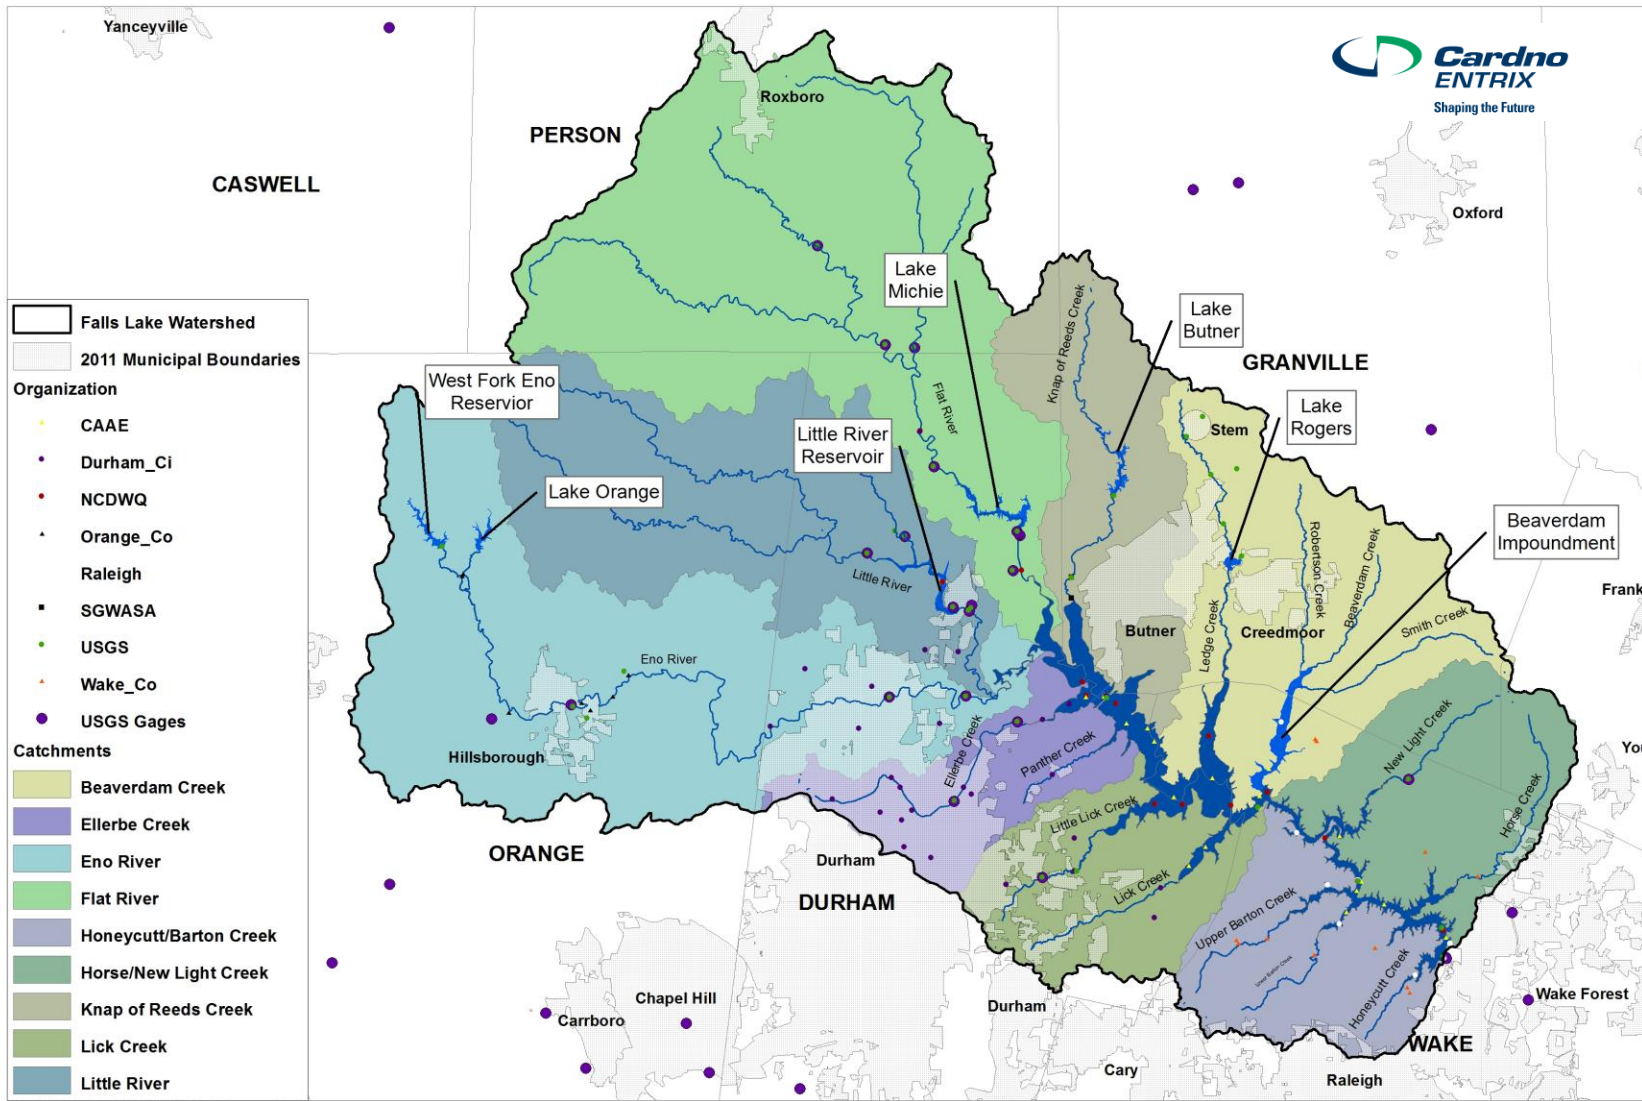 Yanceyville
Cardno
ENTRIX
Shaping the Future
Roxboro
PERSON
CASWELL
Oxford
Lake
Michie
Knap of Reeds Creek
Lake
Butner
GRANVILLE
Falls Lake Watershed
2011 Municipal Boundaries
Organization
CAAE
Durham_Ci
NCDWQ
Orange_Co
Raleigh
SGWASA
USGS
Wake_Co
USGS Gages
Catchments
Beaverdam Creek
Ellerbe Creek
Eno River
Flat River
Honeycutt/Barton Creek
Horse/New Light Creek
Knap of Reeds Creek
Lick Creek
Little River
West Fork Eno
Reservior
Flat River
Lake
Rogers
Stem
Little River
Reservoir
Lake Orange
Beaverdam
Impoundment
Robertson Creek
Beaverdam Creek
Little River
Frank
Butner
Ledge Creek
Creedmoor
Smith Creek
Eno River
Hillsborough
Ellerbe Creek
Panther Creek
New Light Creek
You
Little Lick Creek
Horse Creek
ORANGE
Durham
DURHAM
Lick Creek
Upper Barton Creek
Lower Barton Creek
Honeycutt Creek
Chapel Hill
Carrboro
Durham
Wake Forest
WAKE
Cary
Raleigh